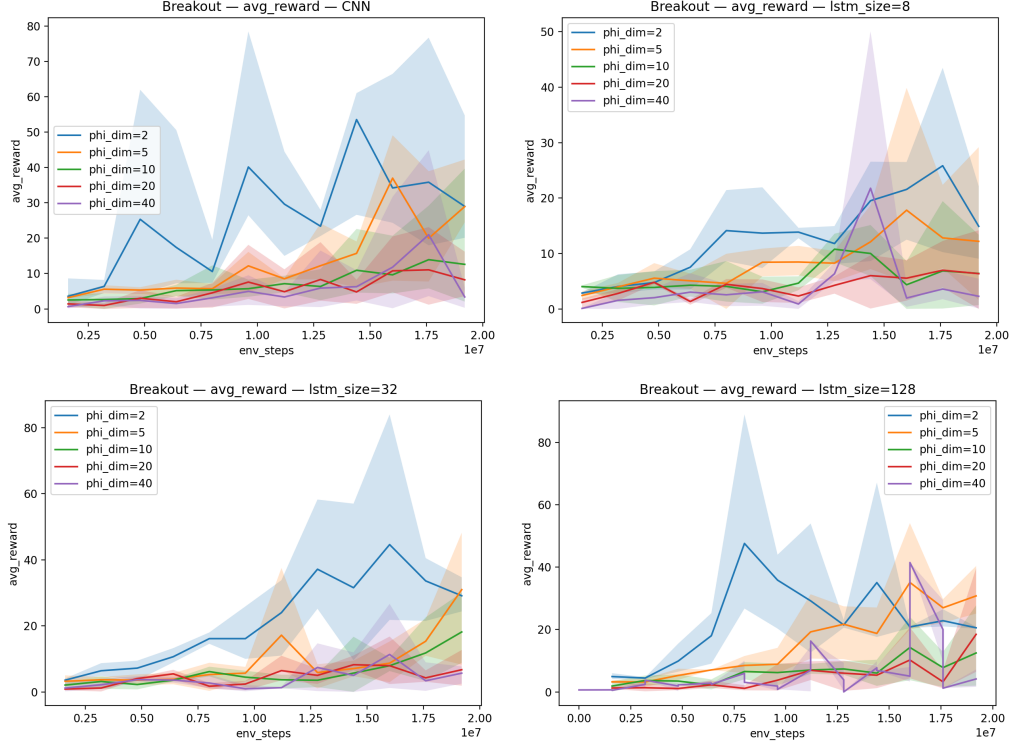 Breakout — avg_reward — CNN
avg_reward
80
70
60
50
40
30
20
10
0
phi_dim=2
phi_dim=5
phi_dim=10
phi_dim=20
phi_dim=40
0.25 0.50 0.75 1.00 1.25 1.50 1.75 2.00
1e7
env_steps
Breakout — avg_reward — lstm_size=8
avg_reward
50
40
30
20
10
0
phi_dim=2
phi_dim=5
phi_dim=10
phi_dim=20
phi_dim=40
0.25 0.50 0.75 1.00 1.25 1.50 1.75 2.00
1e7
env_steps
Breakout — avg_reward — lstm_size=32
avg_reward
80
60
40
20
0
phi_dim=2
phi_dim=5
phi_dim=10
phi_dim=20
phi_dim=40
0.25 0.50 0.75 1.00 1.25 1.50 1.75 2.00
1e7
env_steps
Breakout — avg_reward — lstm_size=128
avg_reward
80
60
40
20
0
phi_dim=2
phi_dim=5
phi_dim=10
phi_dim=20
phi_dim=40
0.00 0.25 0.50 0.75 1.00 1.25 1.50 1.75 2.00
1e7
env_steps